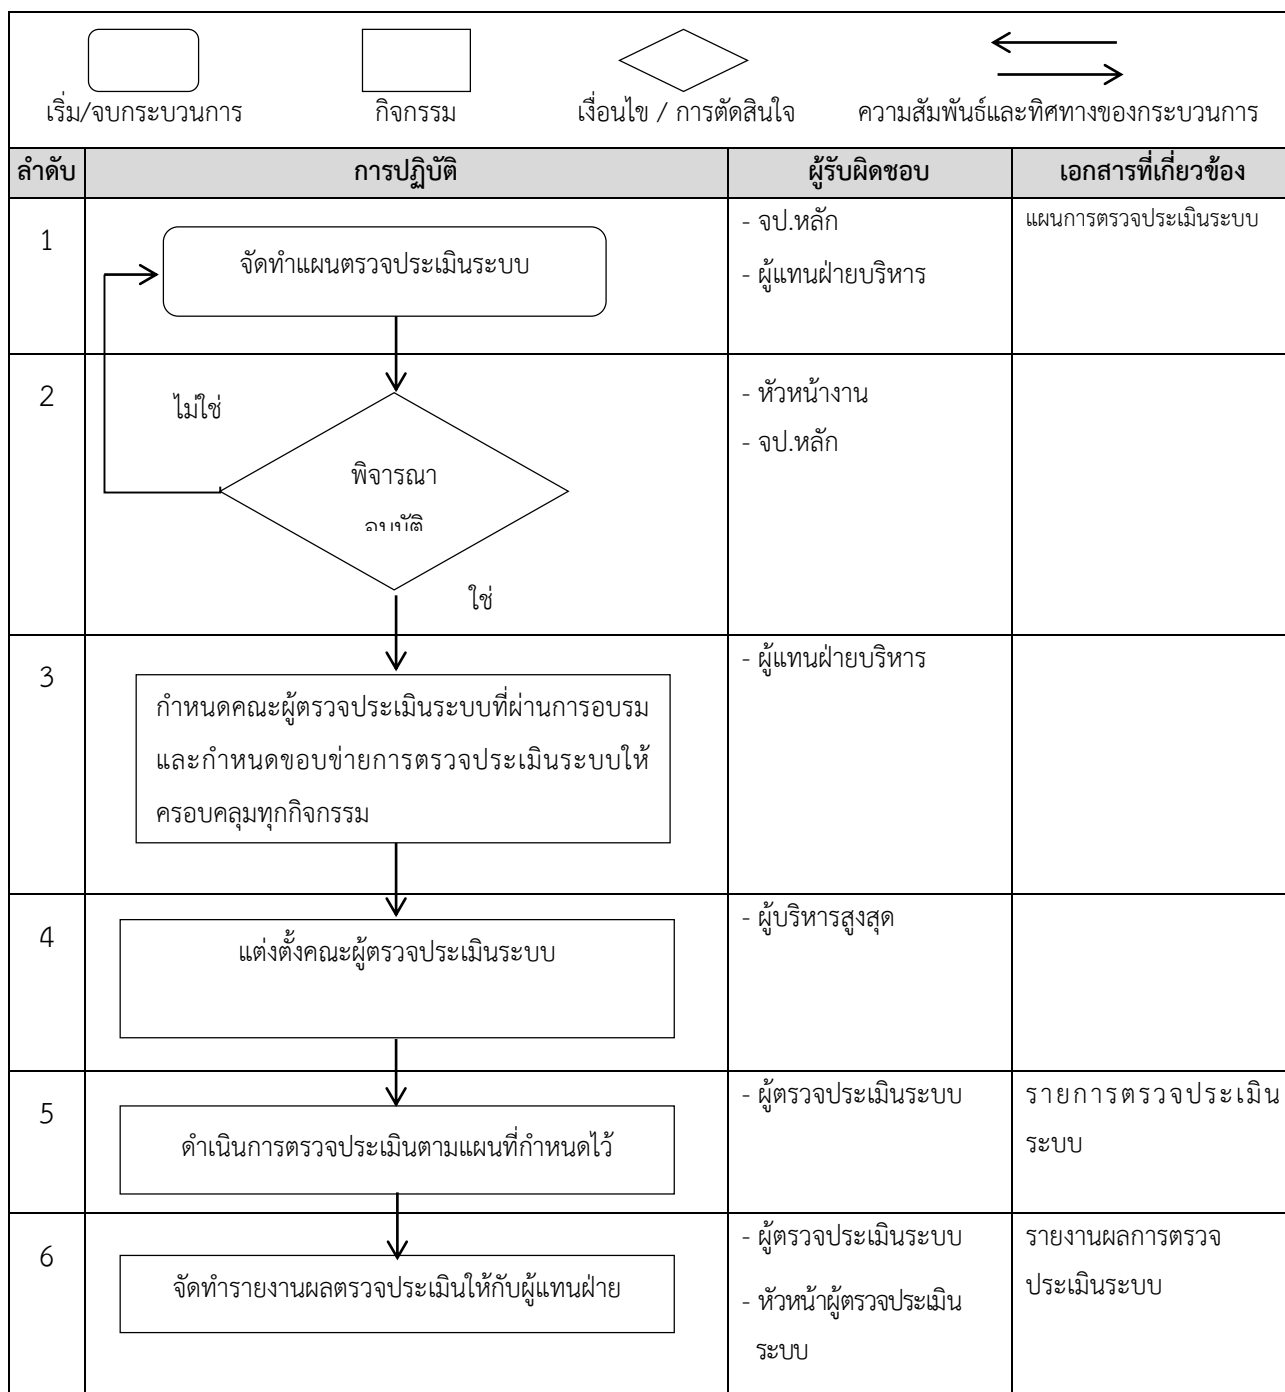 เริ่ม/จบกระบวนการ กิจกรรม เงื่อนไข / การตัดสินใจ ความสัมพันธ์และทิศทางของกระบวนการ
ลำดับ การปฏิบัติ ผู้รับผิดชอบ เอกสารที่เกี่ยวข้อง
1
จัดทำแผนตรวจประเมินระบบ
- จป.หลัก
- ผู้แทนฝ่ายบริหาร
แผนการตรวจประเมินระบบ
2
ไม่ใช่
พิจารณา
ใช่
- หัวหน้างาน
- จป.หลัก
3
กำหนดคณะผู้ตรวจประเมินระบบที่ผ่านการอบรม
และกำหนดขอบข่ายการตรวจประเมินระบบให้
ครอบคลุมทุกกิจกรรม
- ผู้แทนฝ่ายบริหาร
4
แต่งตั้งคณะผู้ตรวจประเมินระบบ
- ผู้บริหารสูงสุด
5
ดำเนินการตรวจประเมินตามแผนที่กำหนดไว้
- ผู้ตรวจประเมินระบบ
รายการตรวจประเมิน
ระบบ
6
จัดทำรายงานผลตรวจประเมินให้กับผู้แทนฝ่าย
- ผู้ตรวจประเมินระบบ
- หัวหน้าผู้ตรวจประเมิน
ระบบ
รายงานผลการตรวจ
ประเมินระบบ